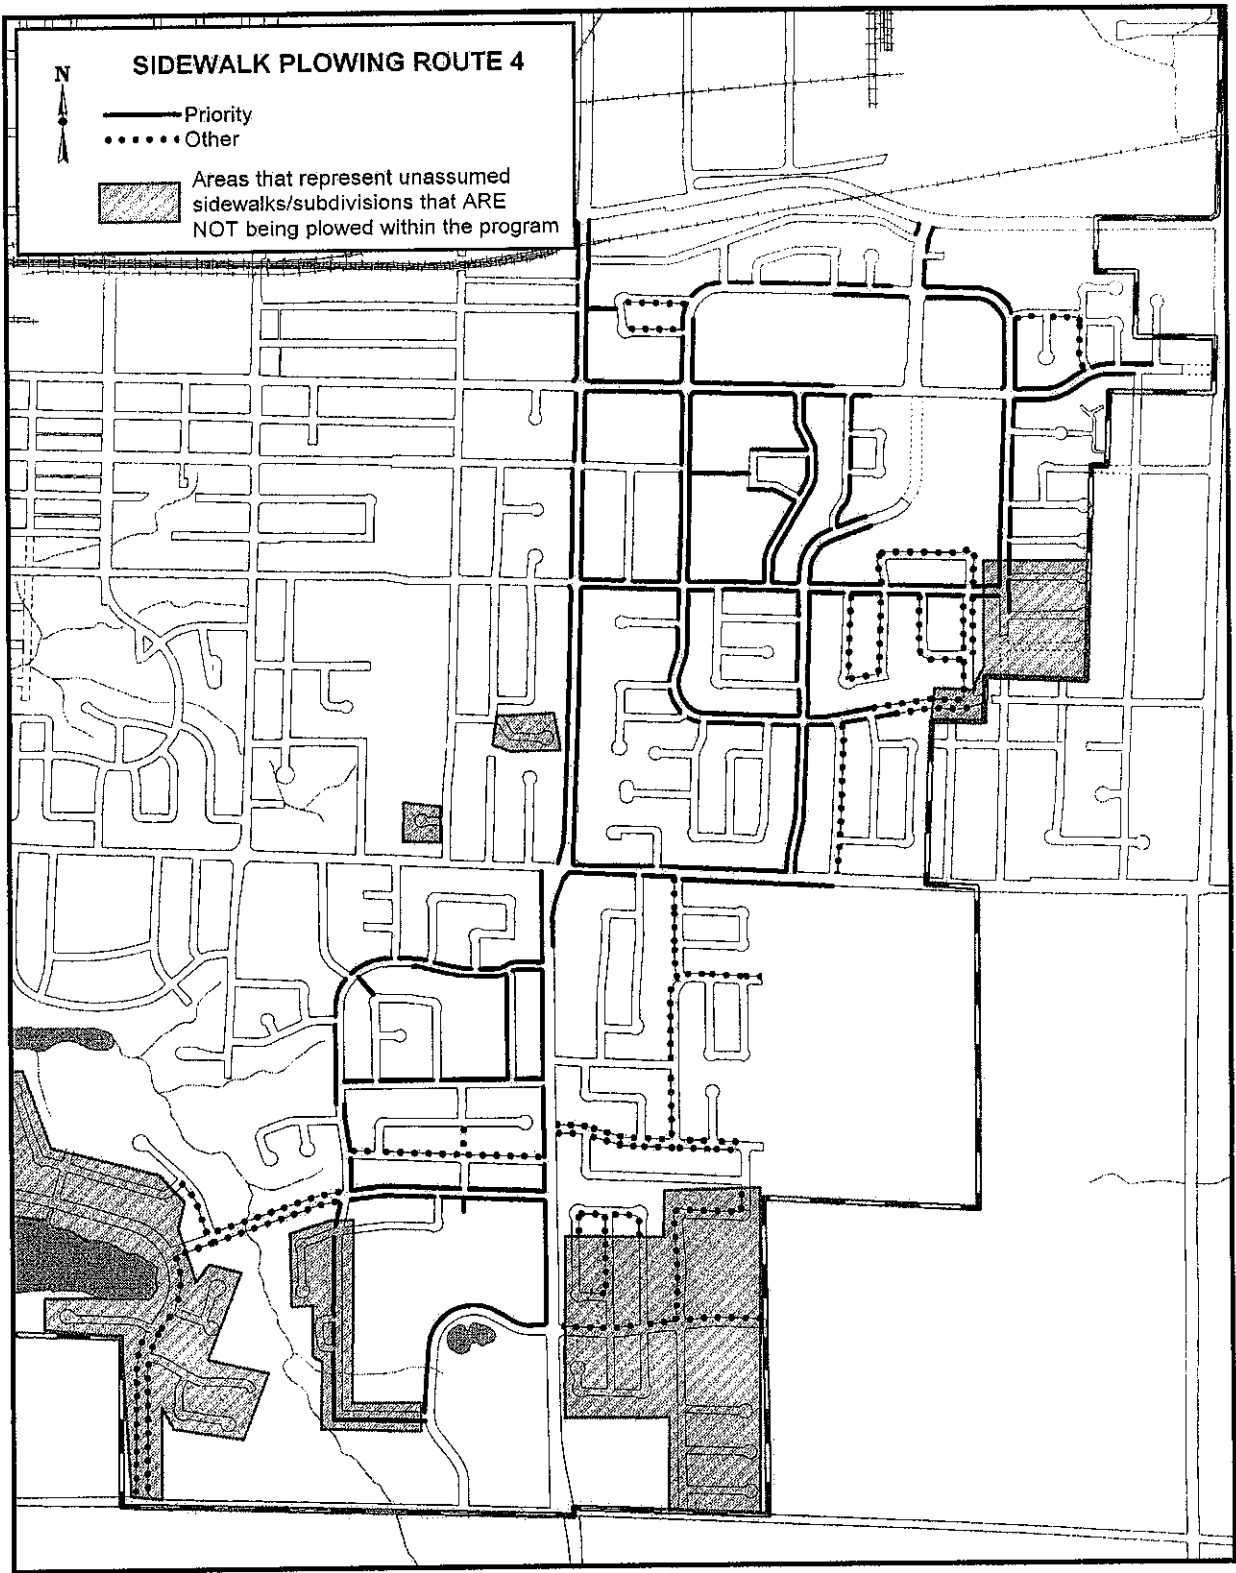 SIDEWALK PLOWING ROUTE 4
N
Priority
Other
Areas that represent unassumed
sidewalks/subdivisions that ARE
NOT being plowed within the program